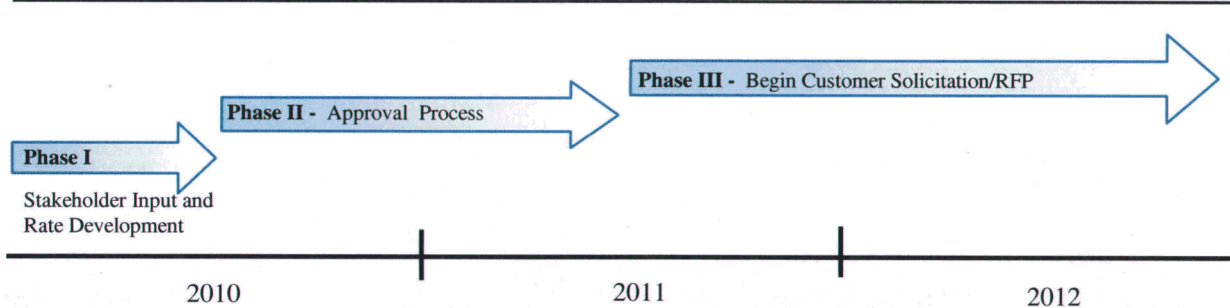 Phase III - Begin Customer Solicitation/RFP
Phase II - Approval Process
Phase I
Stakeholder Input and
Rate Development
2010 2011 2012